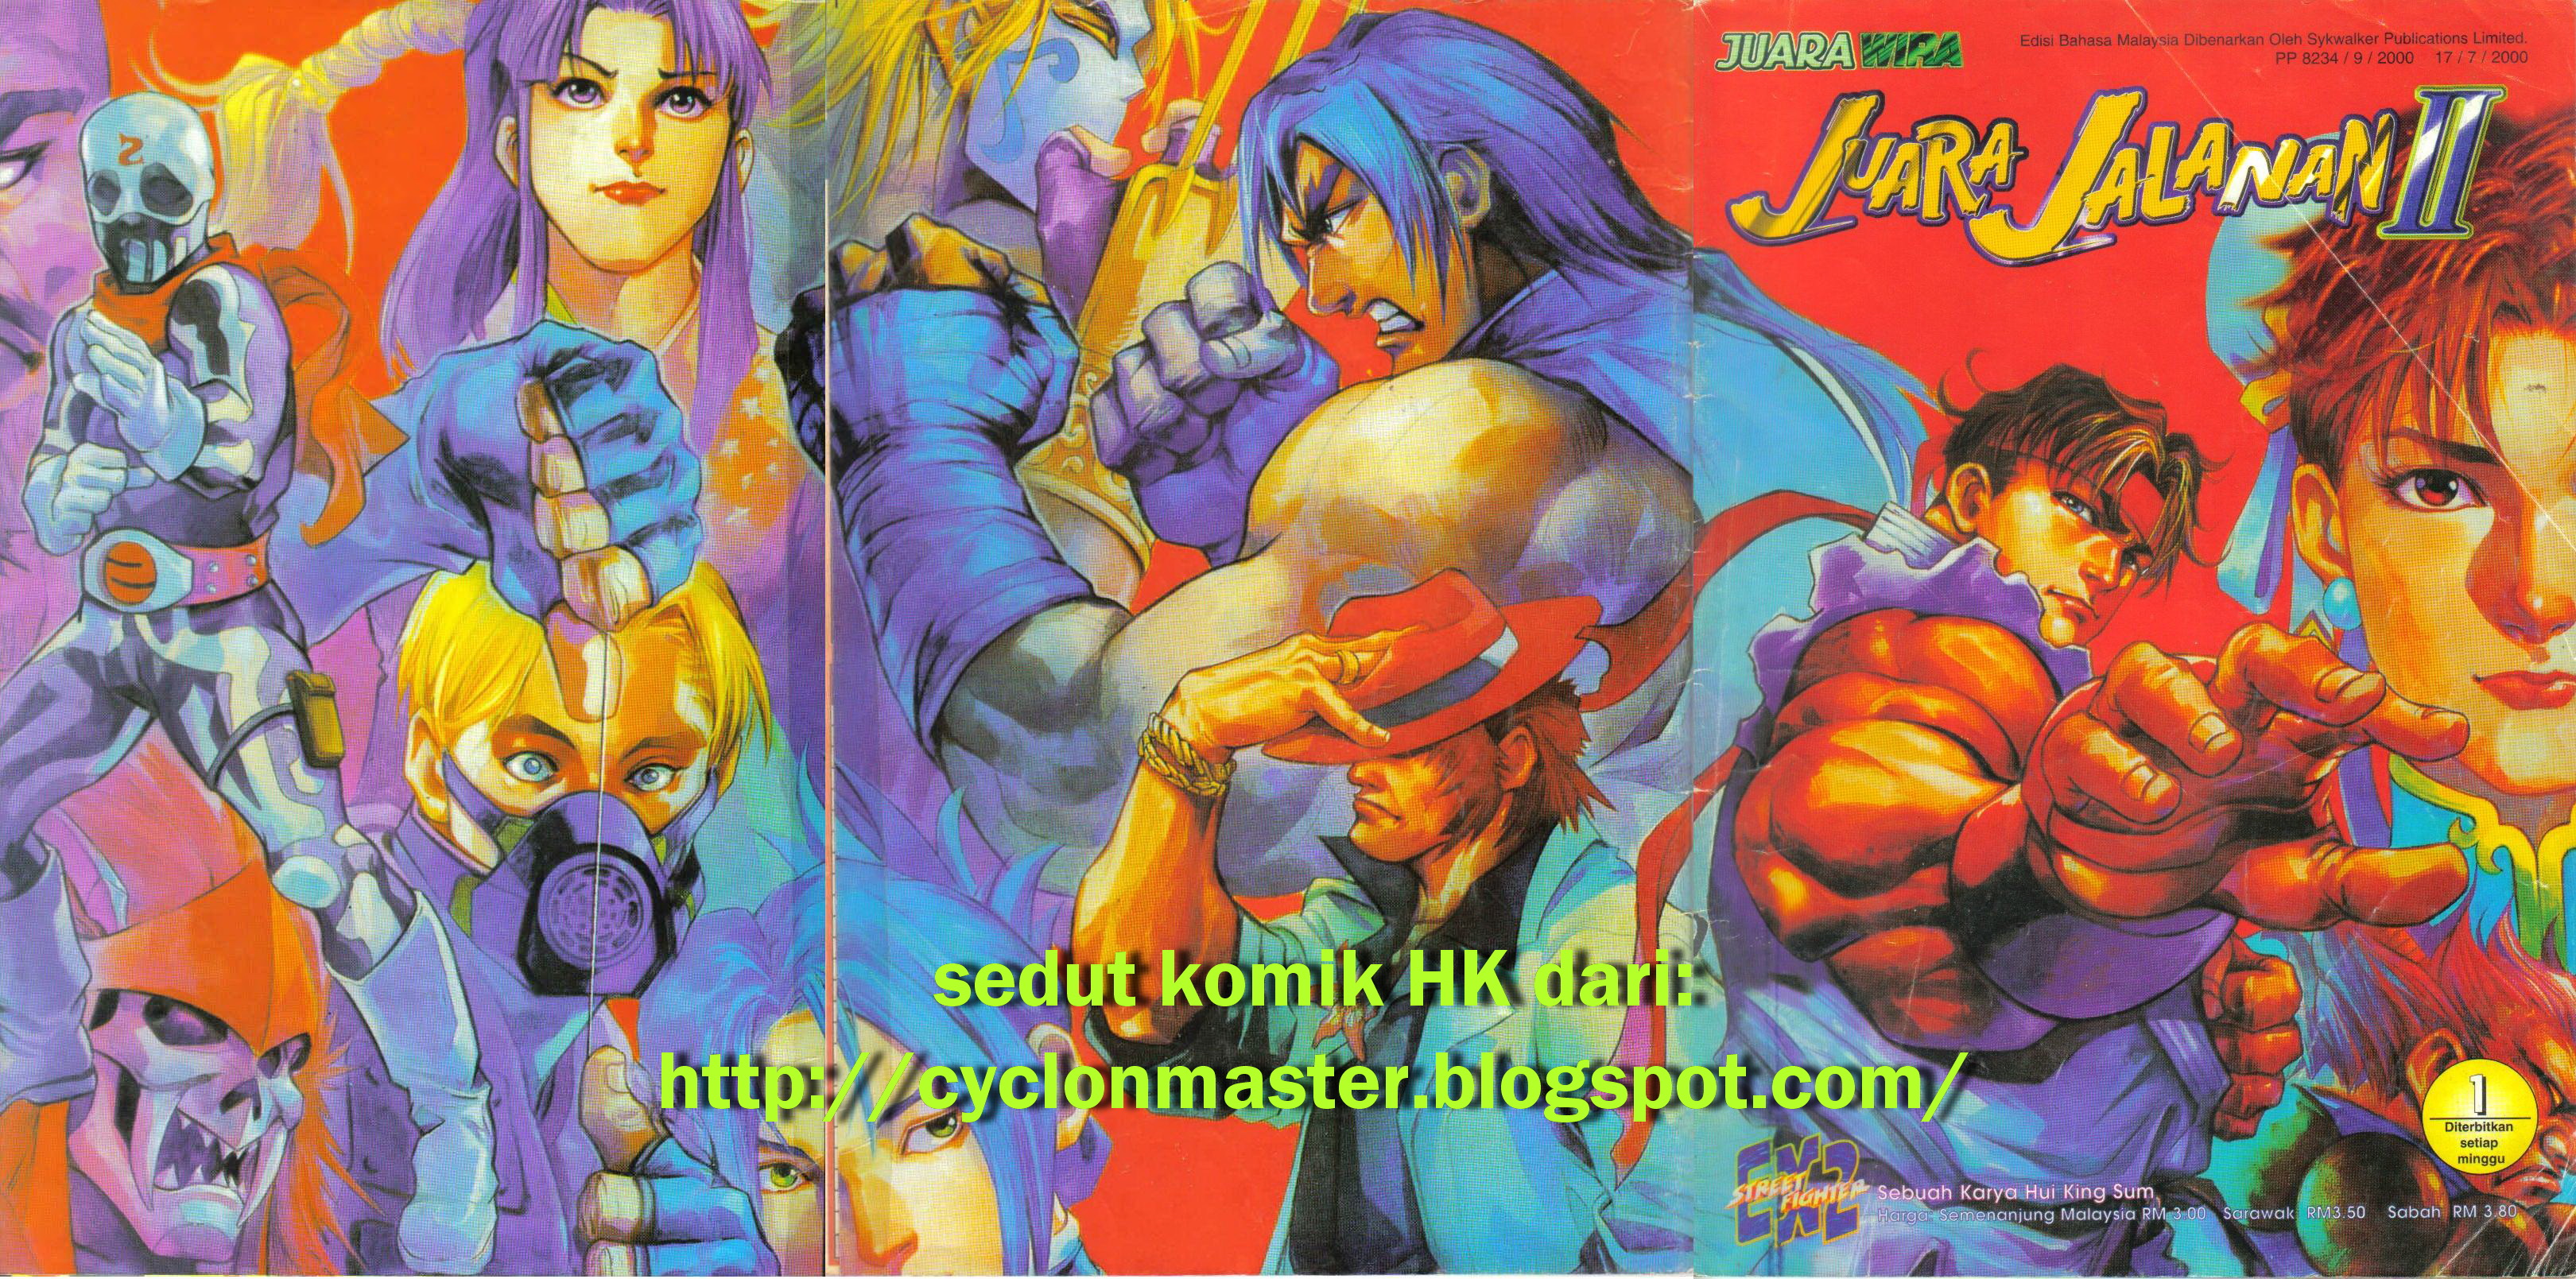 JUARA WIRA
Edisi Bahasa Malaysia Dibenarkan Oleh Sykwalker Publications Limited.
PP 8234 / 9 / 2000 17 / 7 / 2000
JUARA JALANAN II
sedut komik HK dari:
http://cyclonmaster.blogspot.com/
1
Diterbitkan
setiap
minggu
EX2
STREET FIGHTER
Sebuah Karya Hui King Sum
Harga Semenanjung Malaysia RM 3.00 Sarawak RM3.50 Sabah RM 3.80